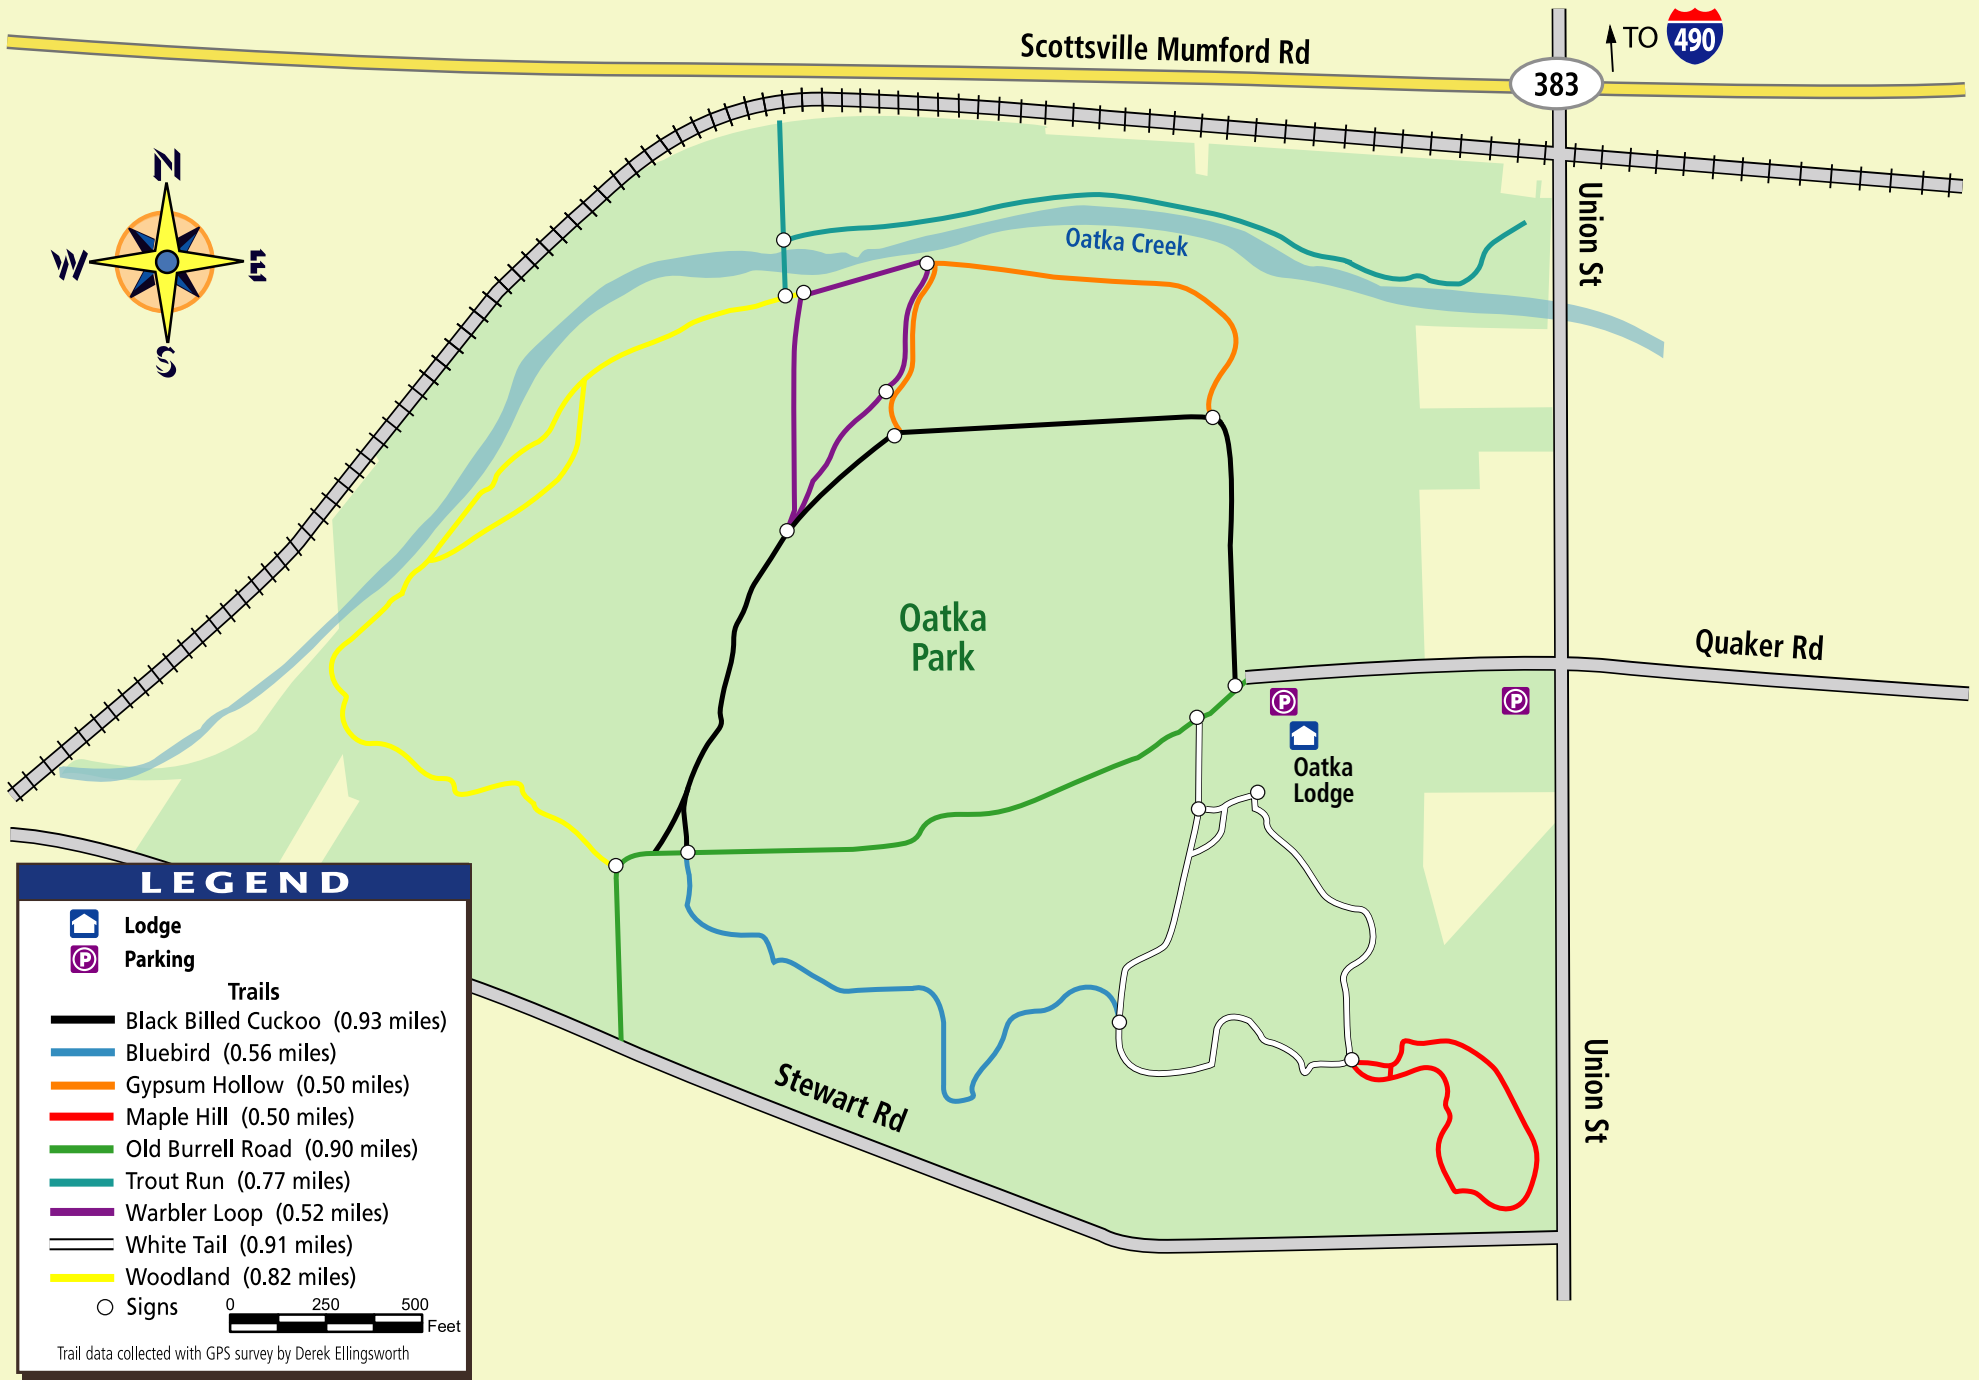 Scottsville Mumford Rd
TO 490
383
N
W
E
S
Union St
Oatka Creek
Oatka
Park
Quaker Rd
P
P
Oatka
Lodge
LEGEND
Lodge
P Parking
Trails
Black Billed Cuckoo (0.93 miles)
Bluebird (0.56 miles)
Gypsum Hollow (0.50 miles)
Maple Hill (0.50 miles)
Old Burrell Road (0.90 miles)
Trout Run (0.77 miles)
Warbler Loop (0.52 miles)
White Tail (0.91 miles)
Woodland (0.82 miles)
Signs
0 250 500
Feet
Trail data collected with GPS survey by Derek Ellingsworth
Stewart Rd
Union St